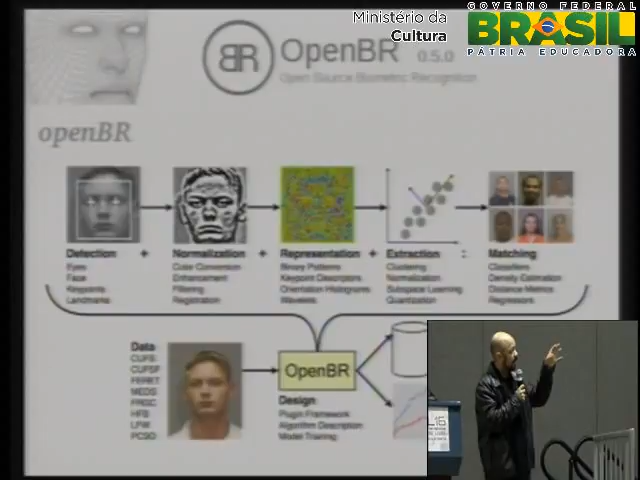 Ministério da
Cultura
GOVERNO FEDERAL
BRASIL
PÁTRIA EDUCADORA
BR
OpenBR 0.5.0
Open Source Biometric Recognition
openBR
Detection + Normalization + Representation + Extraction : Matching
Eyes
Face
Keypoints
Landmarks
Color Conversion
Enhancement
Filtering
Registration
Binary Patterns
Keypoint Descriptors
Orientation Histograms
Wavelets
Clustering
Normalization
Subspace Learning
Quantization
Classifiers
Density Estimation
Distance Metrics
Regressors
Data
CUFS
CUFSF
FERET
MEDS
FRGC
HFB
LFW
PCSO
OpenBR
Design
Plugin Framework
Algorithm Description
Model Training